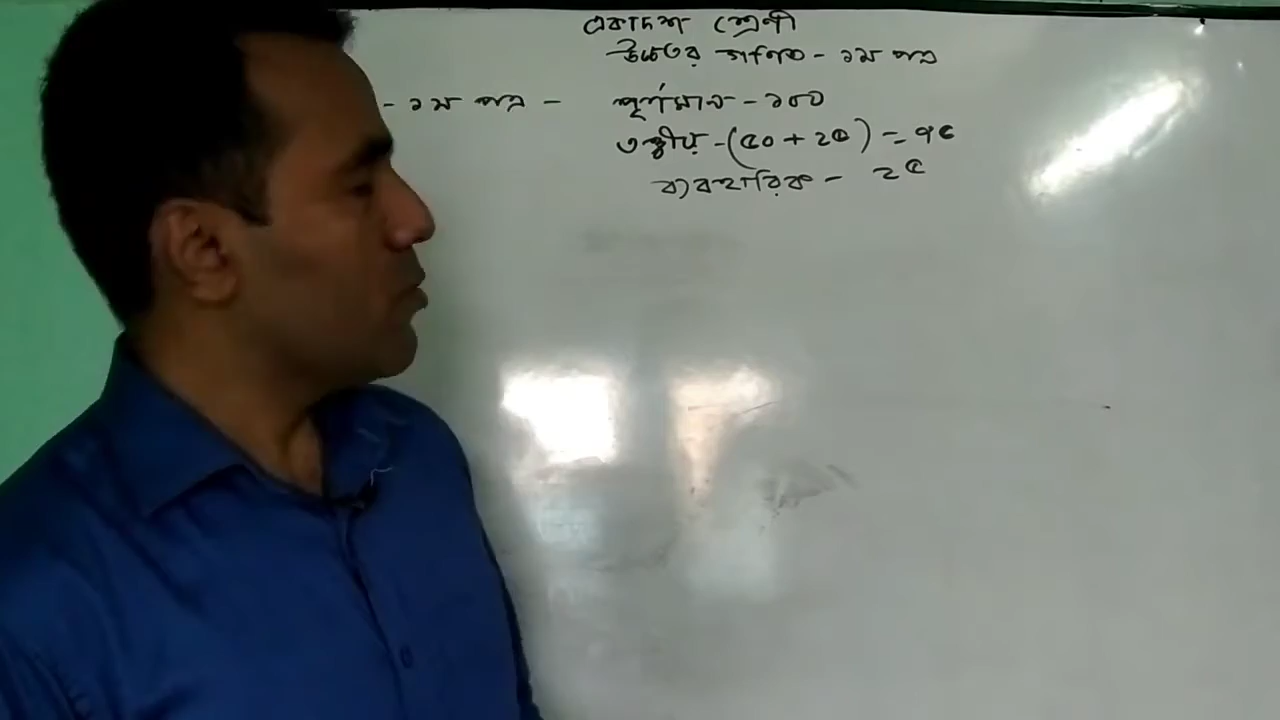 একাদশ শ্রেণী
উচ্চতর গণিত - ১ম পত্র
- ১ম পত্র - পূর্ণমান - ১০০
তত্ত্বীয় - (৫০ + ২৫) = ৭৫
ব্যবহারিক - ২৫